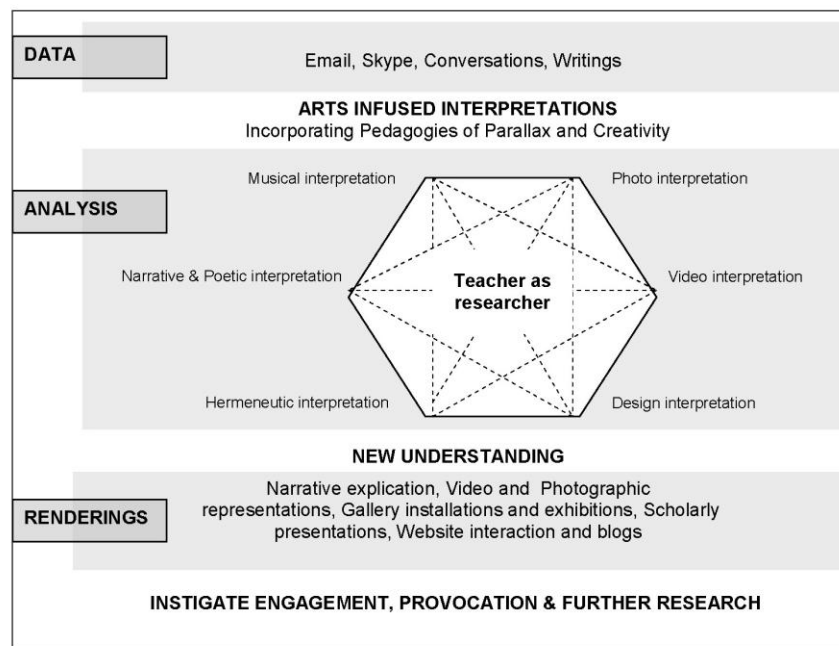 DATA
Email, Skype, Conversations, Writings
ARTS INFUSED INTERPRETATIONS
Incorporating Pedagogies of Parallax and Creativity
Musical interpretation
Photo interpretation
ANALYSIS
Narrative & Poetic interpretation
Teacher as
researcher
Video interpretation
Hermeneutic interpretation
Design interpretation
NEW UNDERSTANDING
RENDERINGS
Narrative explication, Video and Photographic
representations, Gallery installations and exhibitions, Scholarly
presentations, Website interaction and blogs
INSTIGATE ENGAGEMENT, PROVOCATION & FURTHER RESEARCH